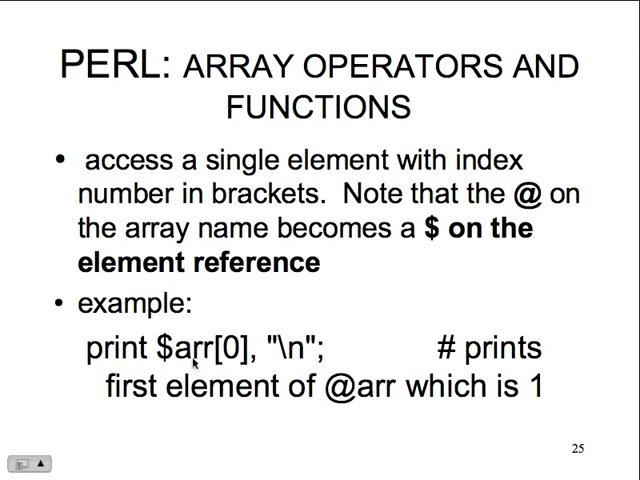 PERL: ARRAY OPERATORS AND
FUNCTIONS
• access a single element with index
number in brackets. Note that the @ on
the array name becomes a $ on the
element reference
• example:
print $arr[0], "\n"; # prints
first element of @arr which is 1
25